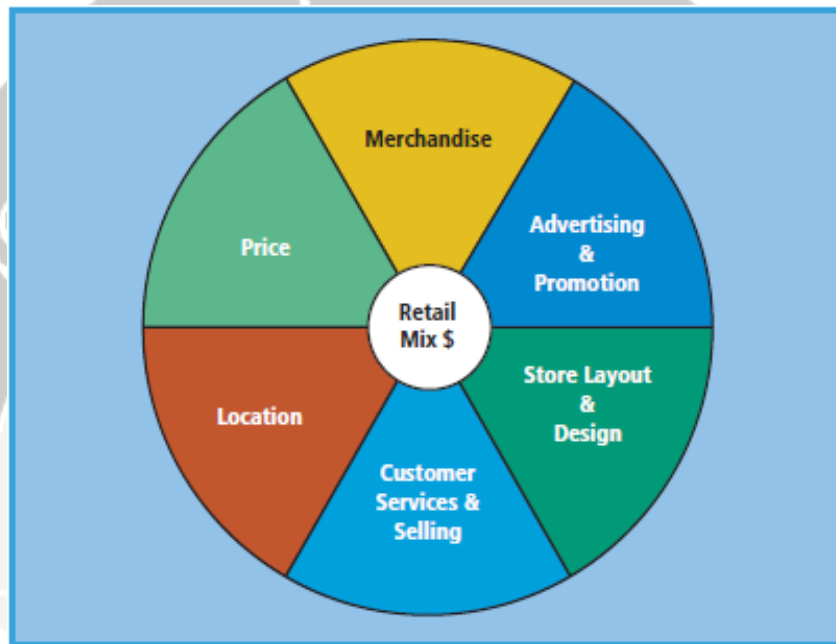 Merchandise
Advertising
&
Promotion
Price
Retail
Mix $
Store Layout
&
Design
Location
Customer
Services &
Selling